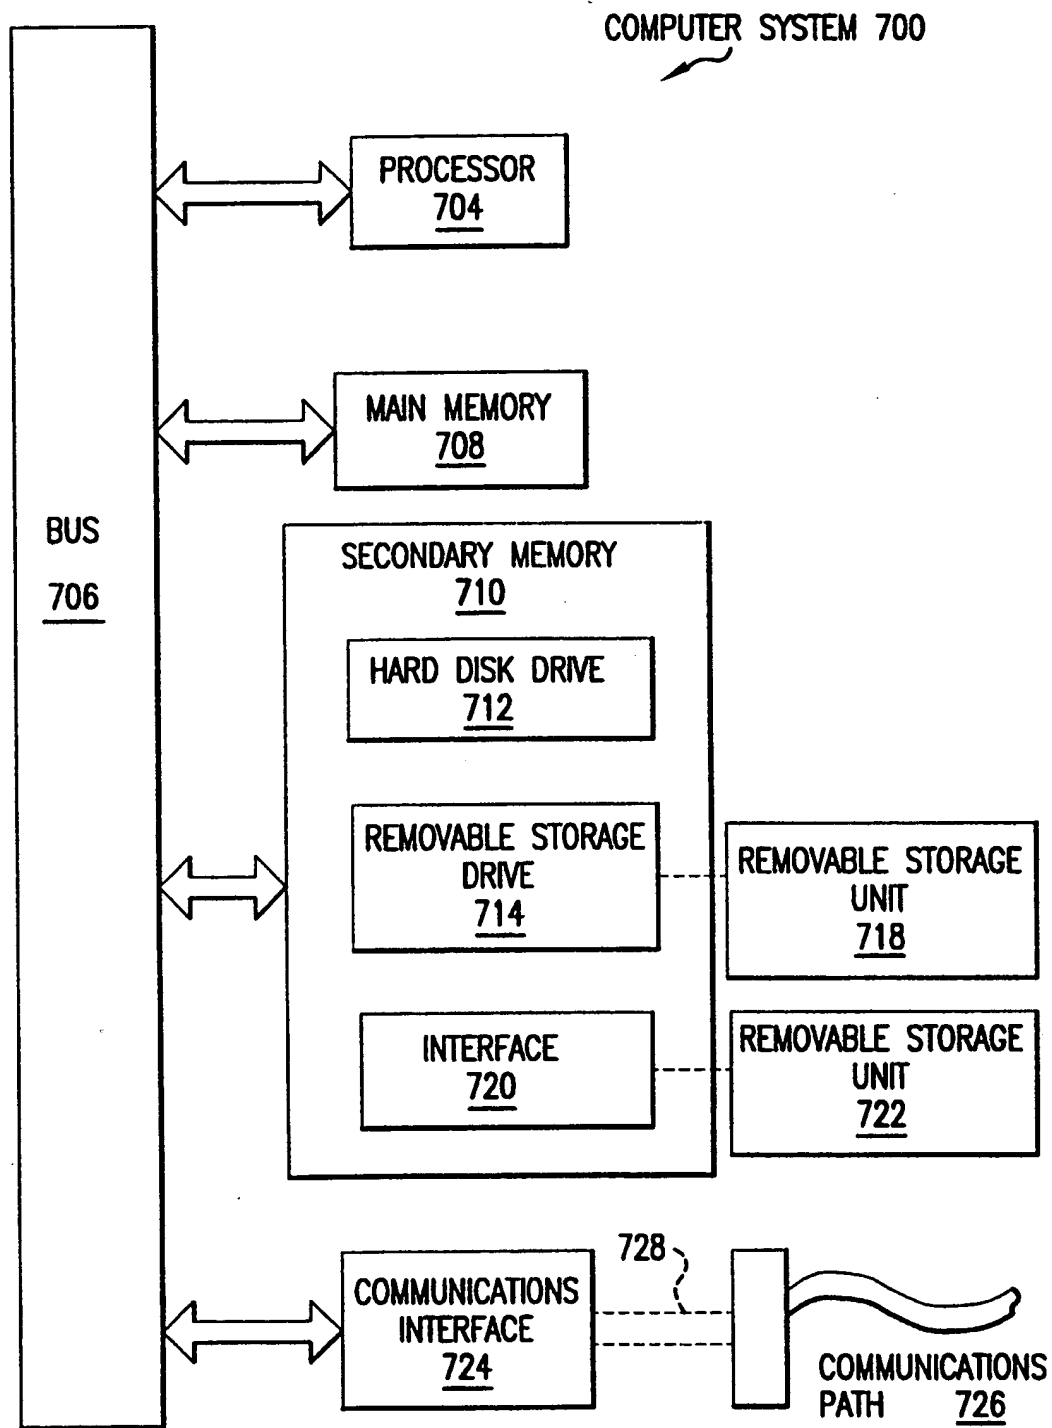 COMPUTER SYSTEM 700
PROCESSOR
704
MAIN MEMORY
708
BUS
706
SECONDARY MEMORY
710
HARD DISK DRIVE
712
REMOVABLE STORAGE
DRIVE
714
REMOVABLE STORAGE
UNIT
718
INTERFACE
720
REMOVABLE STORAGE
UNIT
722
728
COMMUNICATIONS
INTERFACE
724
COMMUNICATIONS
PATH 726